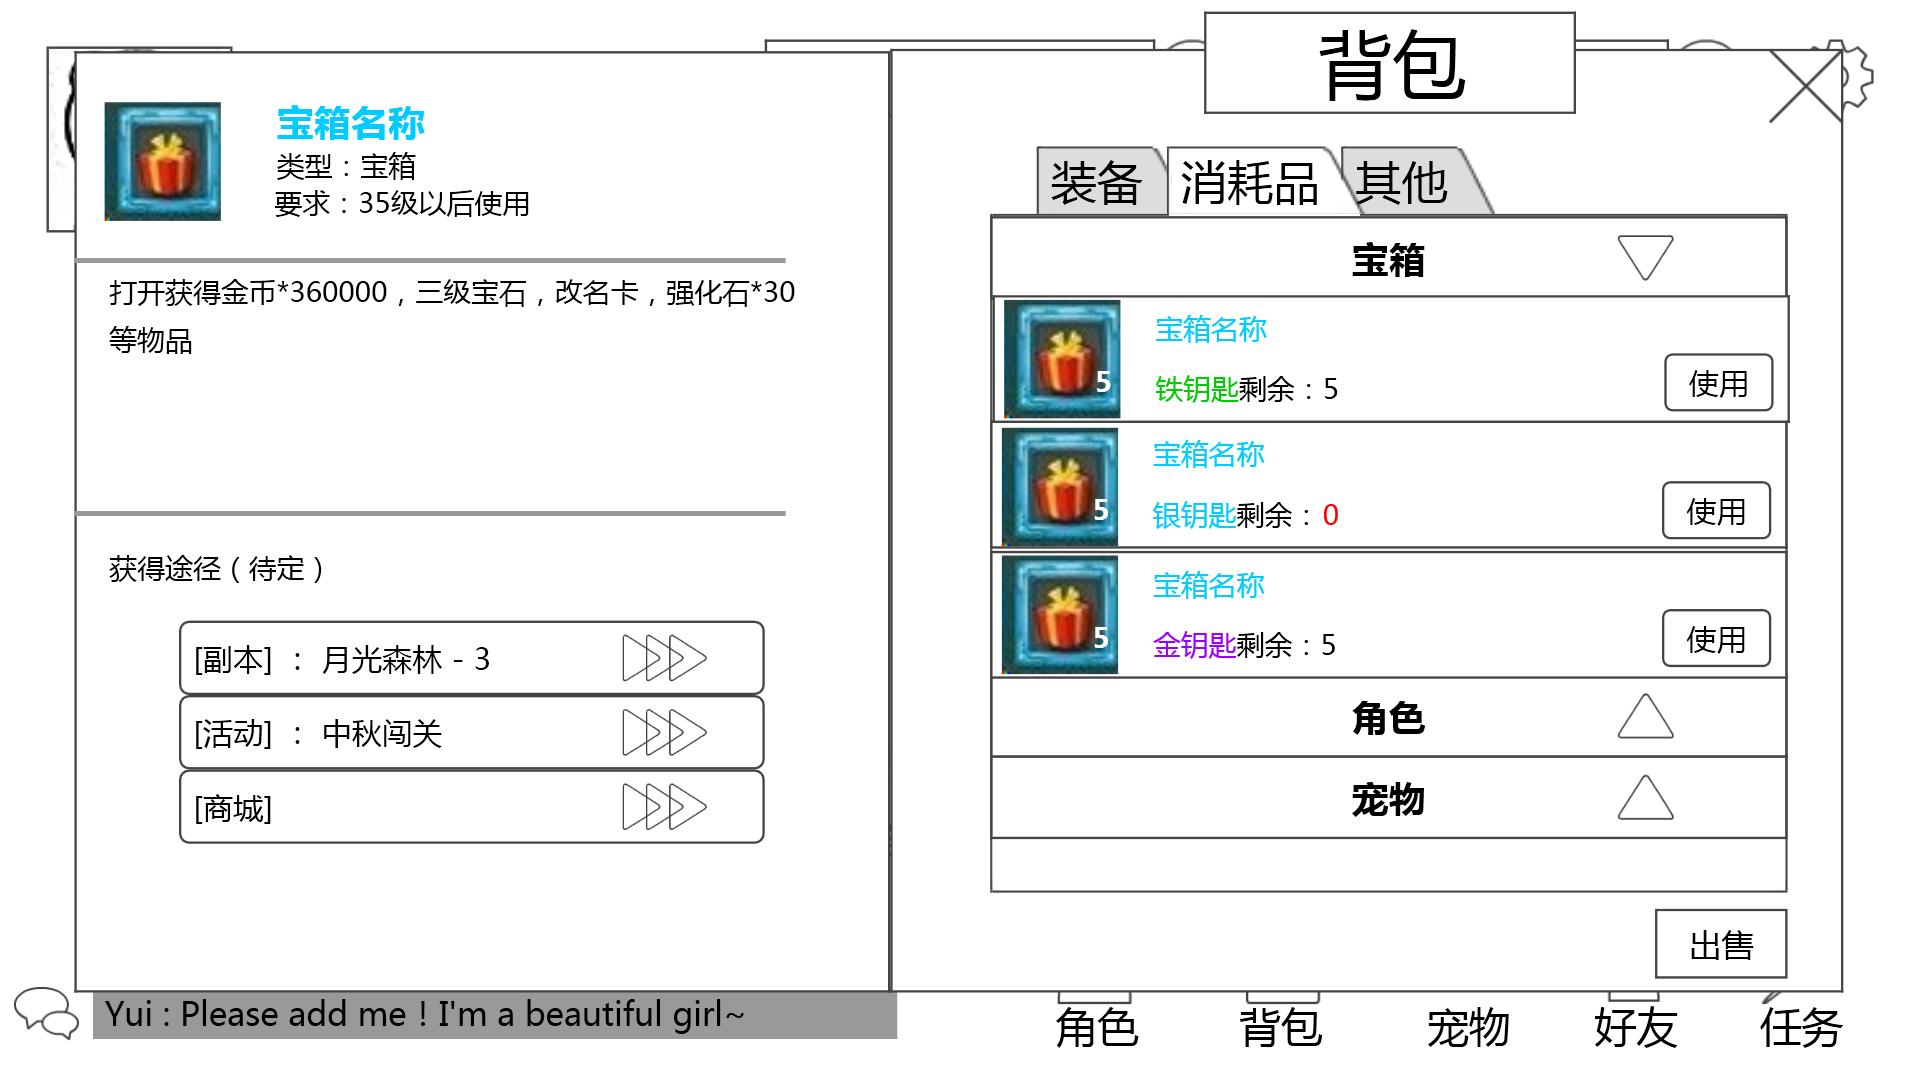 背包
宝箱名称
类型：宝箱
要求：35级以后使用
打开获得金币*360000，三级宝石，改名卡，强化石*30
等物品
获得途径（待定）
[副本] ： 月光森林 - 3
[活动] ： 中秋闯关
[商城]
装备 消耗品 其他
宝箱
宝箱名称
5
铁钥匙剩余：5
使用
宝箱名称
5
银钥匙剩余：0
使用
宝箱名称
5
金钥匙剩余：5
使用
角色
宠物
出售
Yui : Please add me ! I'm a beautiful girl~
角色 背包 宠物 好友 任务